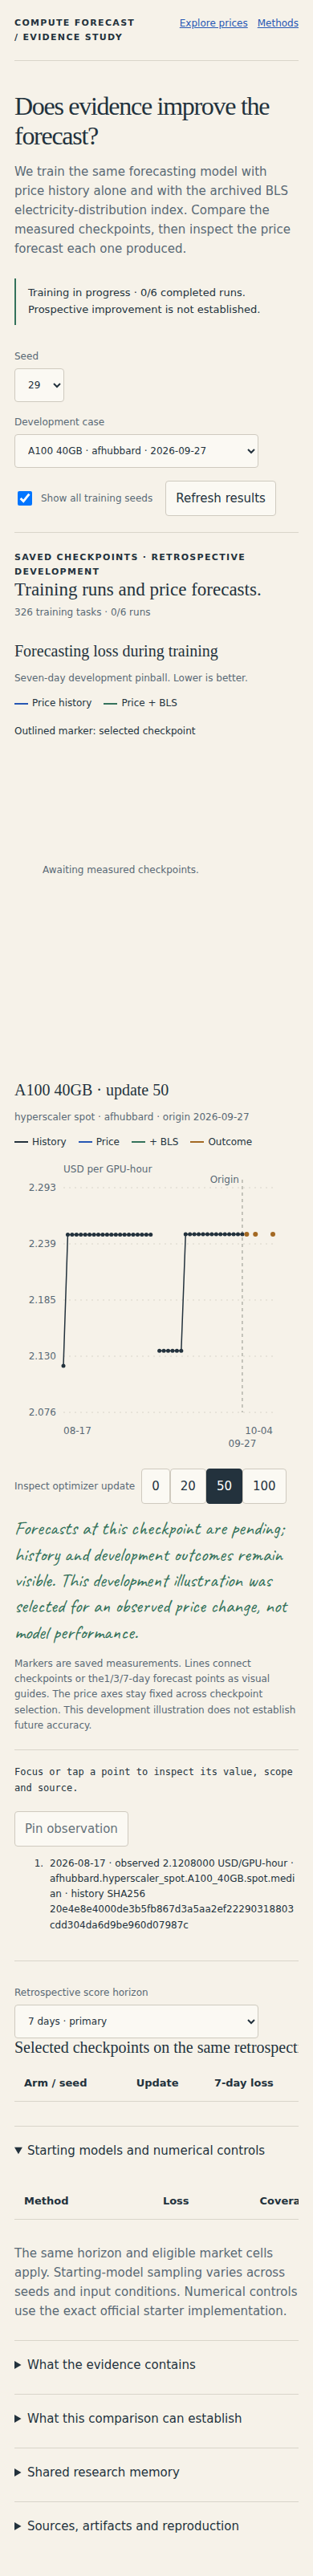 COMPUTE FORECAST
/ EVIDENCE STUDY
Explore prices Methods
Does evidence improve the
forecast?
We train the same forecasting model with
price history alone and with the archived BLS
electricity-distribution index. Compare the
measured checkpoints, then inspect the price
forecast each one produced.
Training in progress · 0/6 completed runs.
Prospective improvement is not established.
Seed
29
Development case
A100 40GB · afhubbard · 2026-09-27
Show all training seeds
Refresh results
SAVED CHECKPOINTS · RETROSPECTIVE
DEVELOPMENT
Training runs and price forecasts.
326 training tasks · 0/6 runs
Forecasting loss during training
Seven-day development pinball. Lower is better.
Price history Price + BLS
Outlined marker: selected checkpoint
Awaiting measured checkpoints.
A100 40GB · update 50
hyperscaler spot · afhubbard · origin 2026-09-27
History Price + BLS Outcome
USD per GPU-hour
Origin
2.293
2.239
2.185
2.130
2.076
08-17 10-04
09-27
Inspect optimizer update 0 20 50 100
Forecasts at this checkpoint are pending;
history and development outcomes remain
visible. This development illustration was
selected for an observed price change, not
model performance.
Markers are saved measurements. Lines connect
checkpoints or the1/3/7-day forecast points as visual
guides. The price axes stay fixed across checkpoint
selection. This development illustration does not establish
future accuracy.
Focus or tap a point to inspect its value, scope
and source.
Pin observation
1. 2026-08-17 · observed 2.1208000 USD/GPU-hour ·
afhubbard.hyperscaler_spot.A100_40GB.spot.medi
an · history SHA256
20e4e8e4000de3b5fb867d3a5aa2ef22290318803
cdd304da6d9be960d07987c
Retrospective score horizon
7 days · primary
Selected checkpoints on the same retrospect
Arm / seed Update 7-day loss
Starting models and numerical controls
Method Loss Covera
The same horizon and eligible market cells
apply. Starting-model sampling varies across
seeds and input conditions. Numerical controls
use the exact official starter implementation.
What the evidence contains
What this comparison can establish
Shared research memory
Sources, artifacts and reproduction